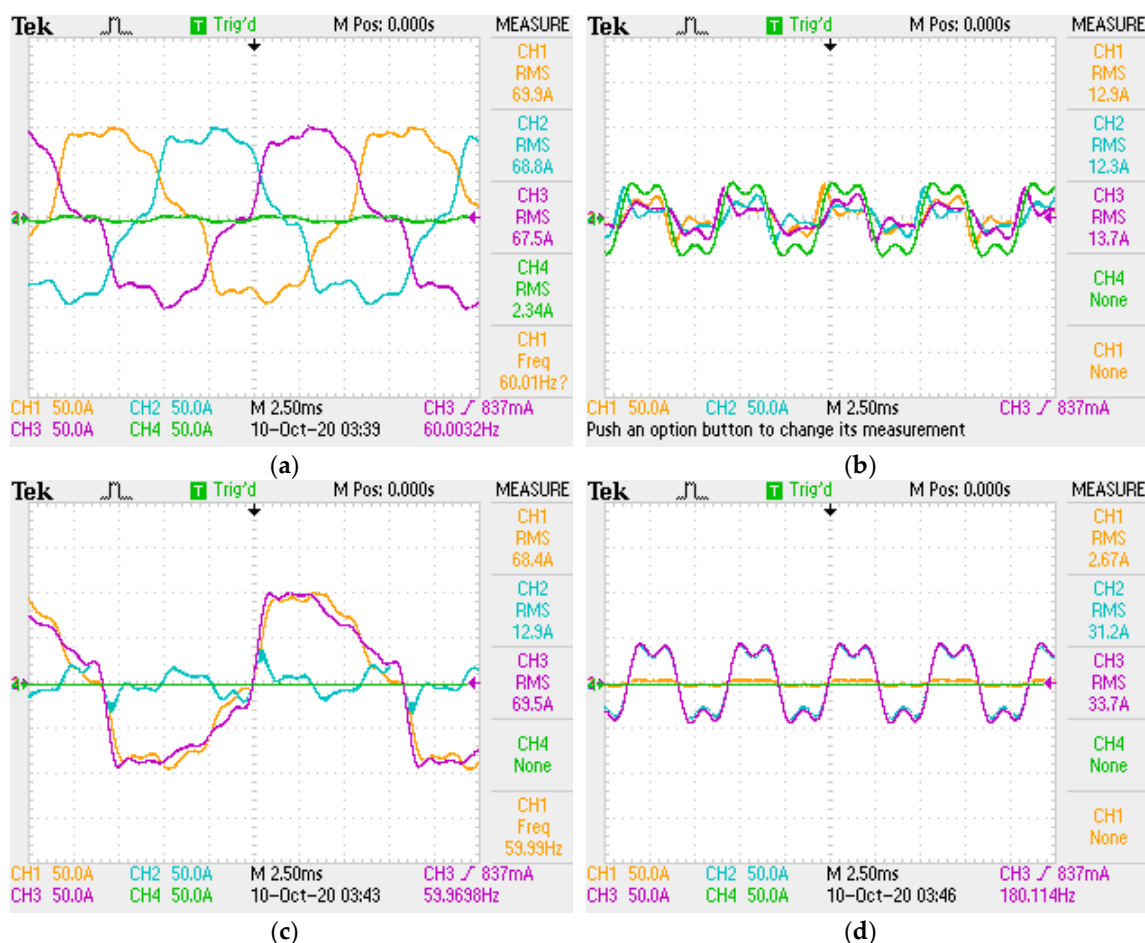 Tek T Trig'd M Pos: 0.000s MEASURE
CH1
RMS
69.9A
CH2
RMS
68.8A
CH3
RMS
67.5A
CH4
RMS
2.34A
CH1
Freq
60.01Hz?
CH1 50.0A CH2 50.0A M 2.50ms CH3 ∫ 837mA
CH3 50.0A CH4 50.0A 10-Oct-20 03:39 60.0032Hz
(a)
Tek T Trig'd M Pos: 0.000s MEASURE
CH1
RMS
12.9A
CH2
RMS
12.3A
CH3
RMS
13.7A
CH4
None
CH1
None
CH1 50.0A CH2 50.0A M 2.50ms CH3 ∫ 837mA
Push an option button to change its measurement
(b)
Tek T Trig'd M Pos: 0.000s MEASURE
CH1
RMS
68.4A
CH2
RMS
12.9A
CH3
RMS
69.5A
CH4
None
CH1
Freq
59.99Hz
CH1 50.0A CH2 50.0A M 2.50ms CH3 ∫ 837mA
CH3 50.0A CH4 50.0A 10-Oct-20 03:43 59.9698Hz
(c)
Tek T Trig'd M Pos: 0.000s MEASURE
CH1
RMS
2.67A
CH2
RMS
31.2A
CH3
RMS
33.7A
CH4
None
CH1
None
CH1 50.0A CH2 50.0A M 2.50ms CH3 ∫ 837mA
CH3 50.0A CH4 50.0A 10-Oct-20 03:46 180.114Hz
(d)